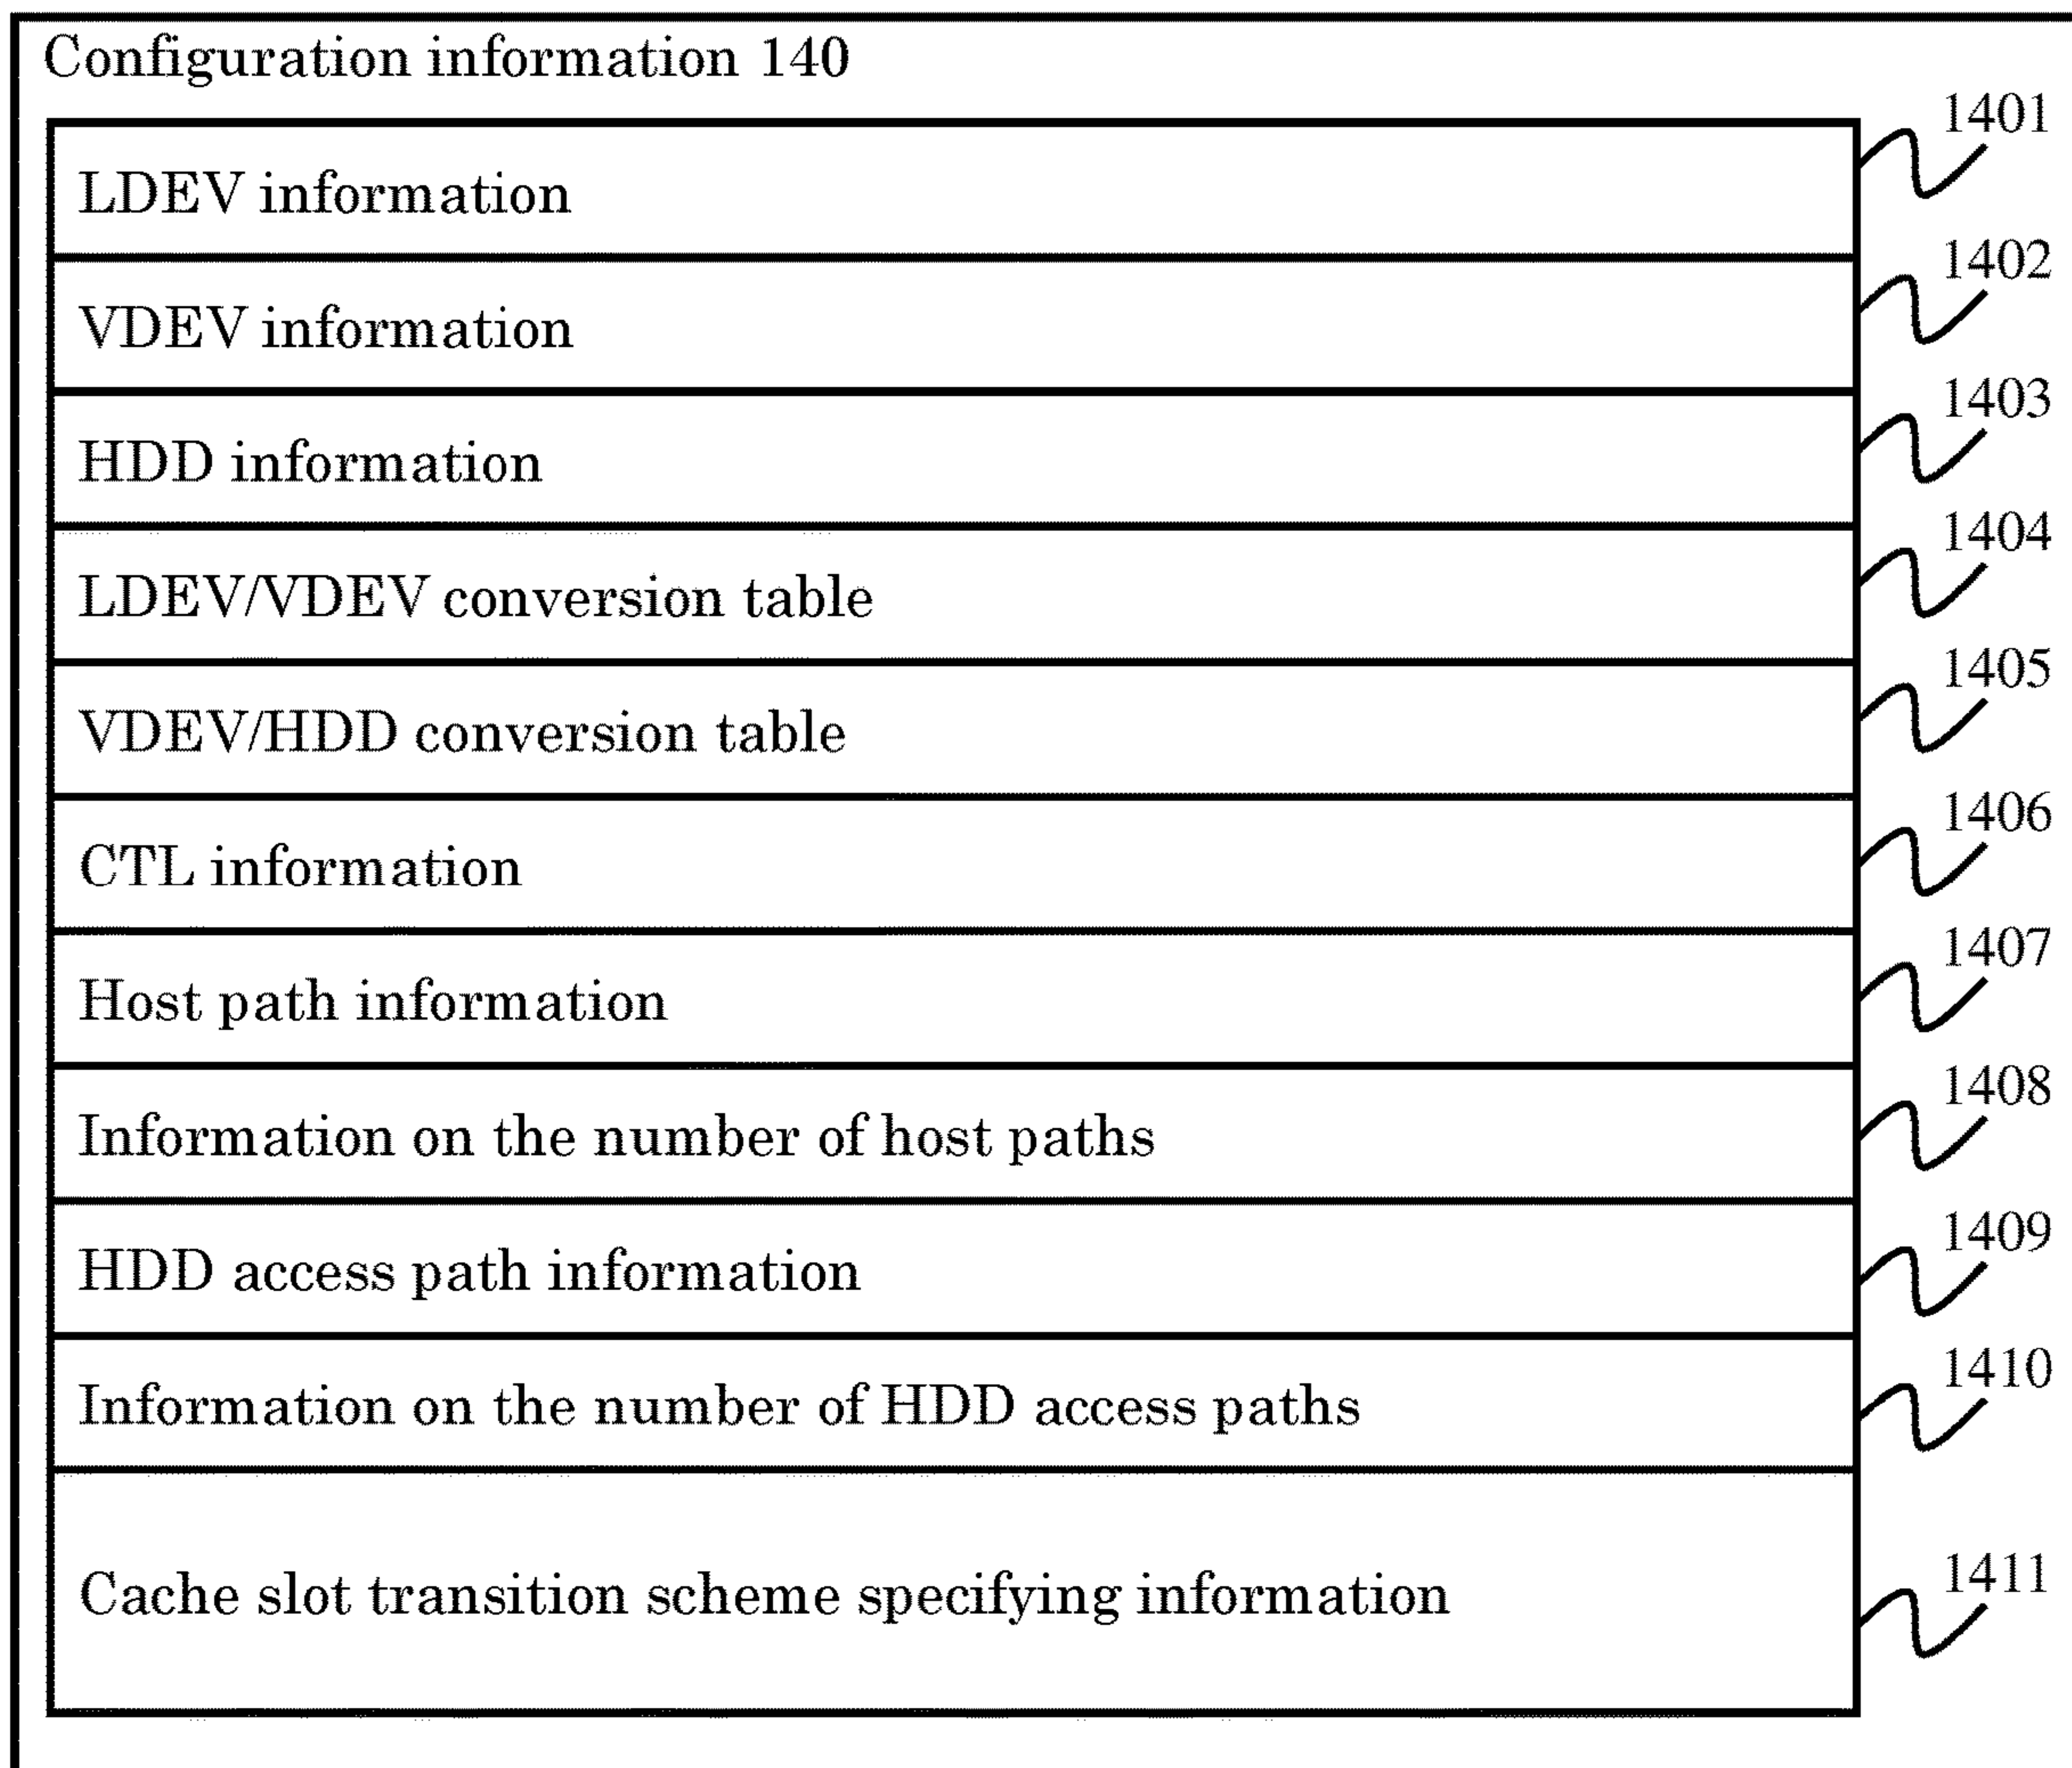 Configuration information 140
1401
LDEV information
1402
VDEV information
1403
HDD information
1404
LDEV/VDEV conversion table
1405
VDEV/HDD conversion table
1406
CTL information
1407
Host path information
1408
Information on the number of host paths
1409
HDD access path information
1410
Information on the number of HDD access paths
1411
Cache slot transition scheme specifying information